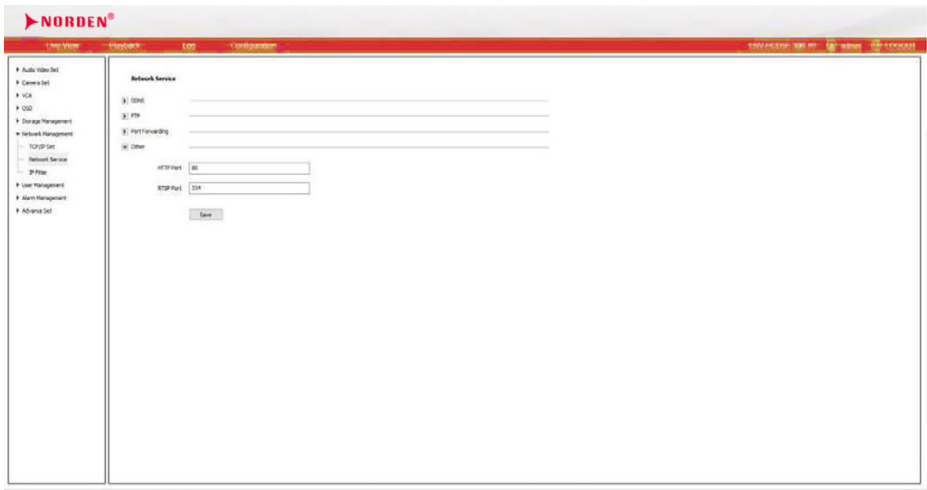 NORDEN®
Live View Playback Log Configuration admin LOGOUT
Audio Video Set
Camera Set
VCA
OSD
Storage Management
Network Management
TCP/IP Set
Network Service
IP Filter
User Management
Alarm Management
Advance Set
Network Service
DDNS
FTP
Port Forwarding
Other
HTTP Port 80
RTSP Port 554
Save